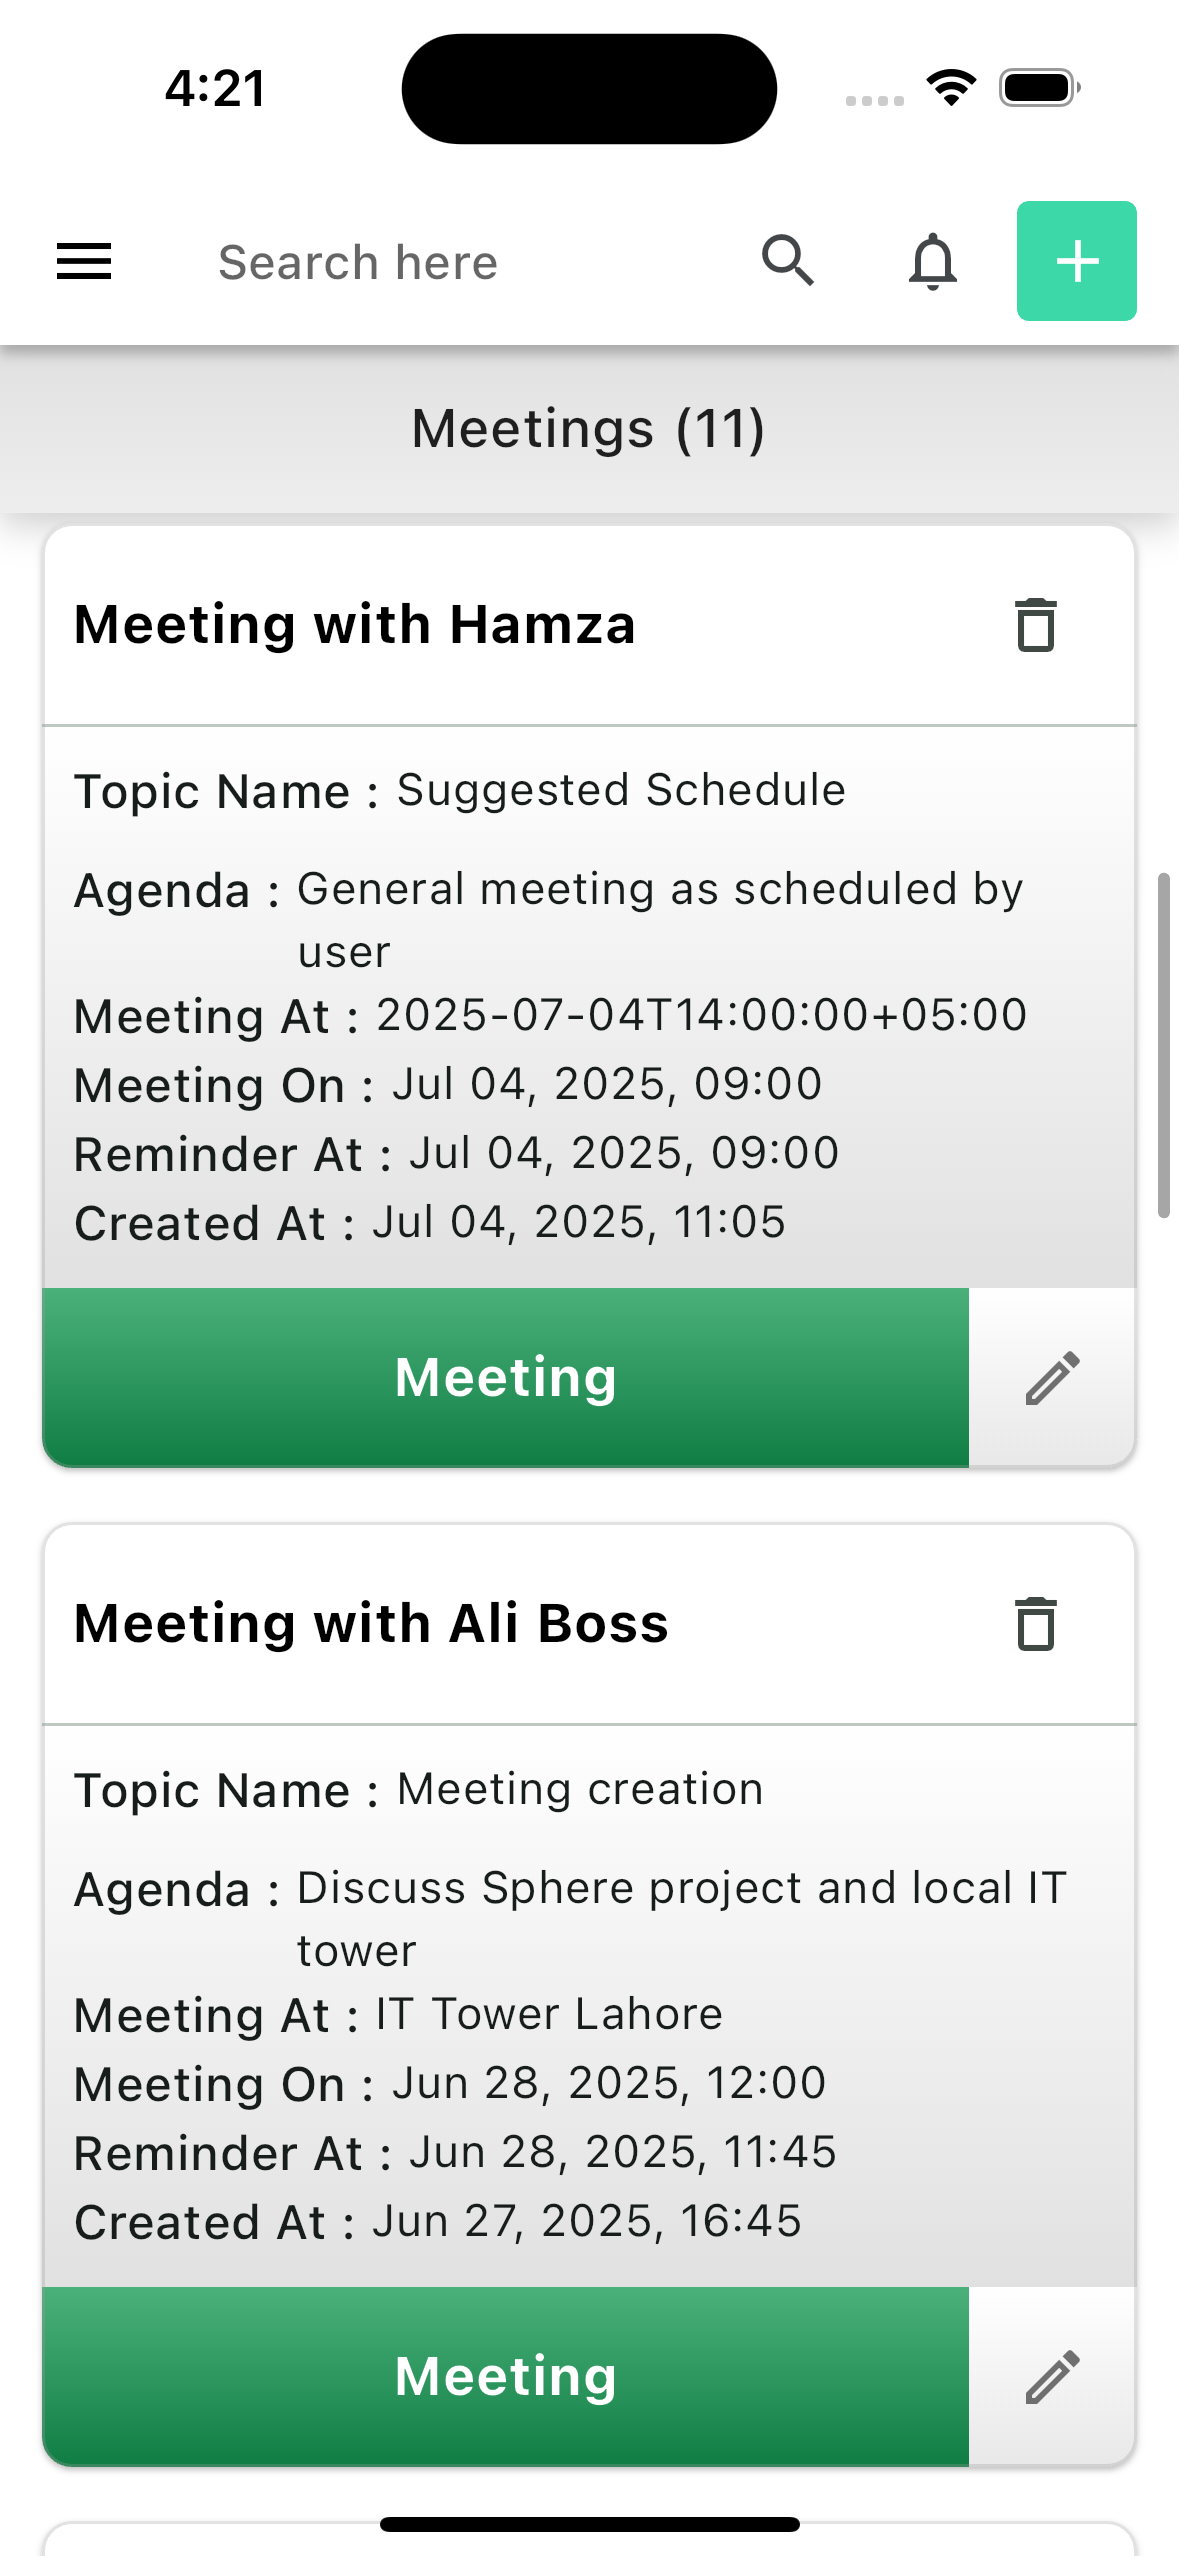 4:21
Search here
Meetings (11)
Meeting with Hamza
Topic Name : Suggested Schedule
Agenda : General meeting as scheduled by
user
Meeting At : 2025-07-04T14:00:00+05:00
Meeting On : Jul 04, 2025, 09:00
Reminder At : Jul 04, 2025, 09:00
Created At : Jul 04, 2025, 11:05
Meeting
Meeting with Ali Boss
Topic Name : Meeting creation
Agenda : Discuss Sphere project and local IT
tower
Meeting At : IT Tower Lahore
Meeting On : Jun 28, 2025, 12:00
Reminder At : Jun 28, 2025, 11:45
Created At : Jun 27, 2025, 16:45
Meeting